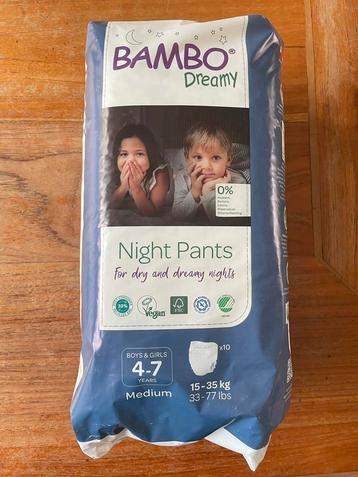 BAMBO®
Dreamy
0%
Night Pants
for dry and dreamy nights
Vegan
FSC
BOYS & GIRLS
4-7
YEARS
Medium
x10
15-35 kg
33-77 lbs